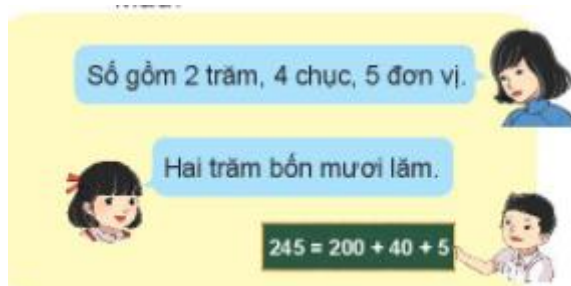 Số gồm 2 trăm, 4 chục, 5 đơn vị.
Hai trăm bốn mươi lăm.
245 = 200 + 40 + 5